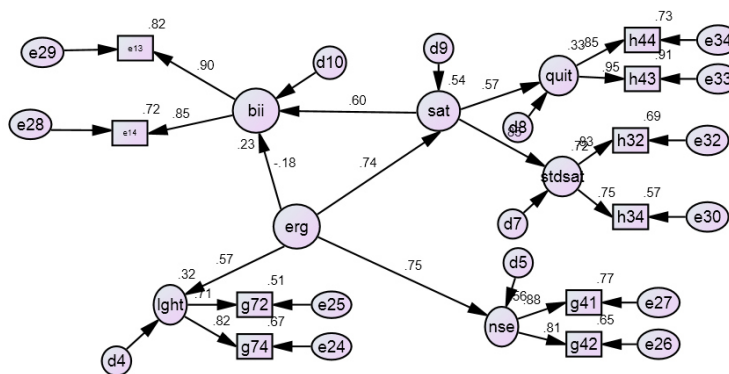 .82
.73
e29
e13
d9
.33
.85
h44
e34
.90
d10
.54
.57
quit
.95
.91
h43
e33
.72
bii
.60
sat
e28
.85
e14
d8
.69
.23
.72
.83
h32
e32
-.18
.74
stdsat
.75
.57
erg
d7
h34
e30
.57
.75
d5
.32
.51
.77
lght
.71
g72
e25
.56
.88
g41
e27
.82
.67
nse
.81
.65
d4
g74
e24
g42
e26